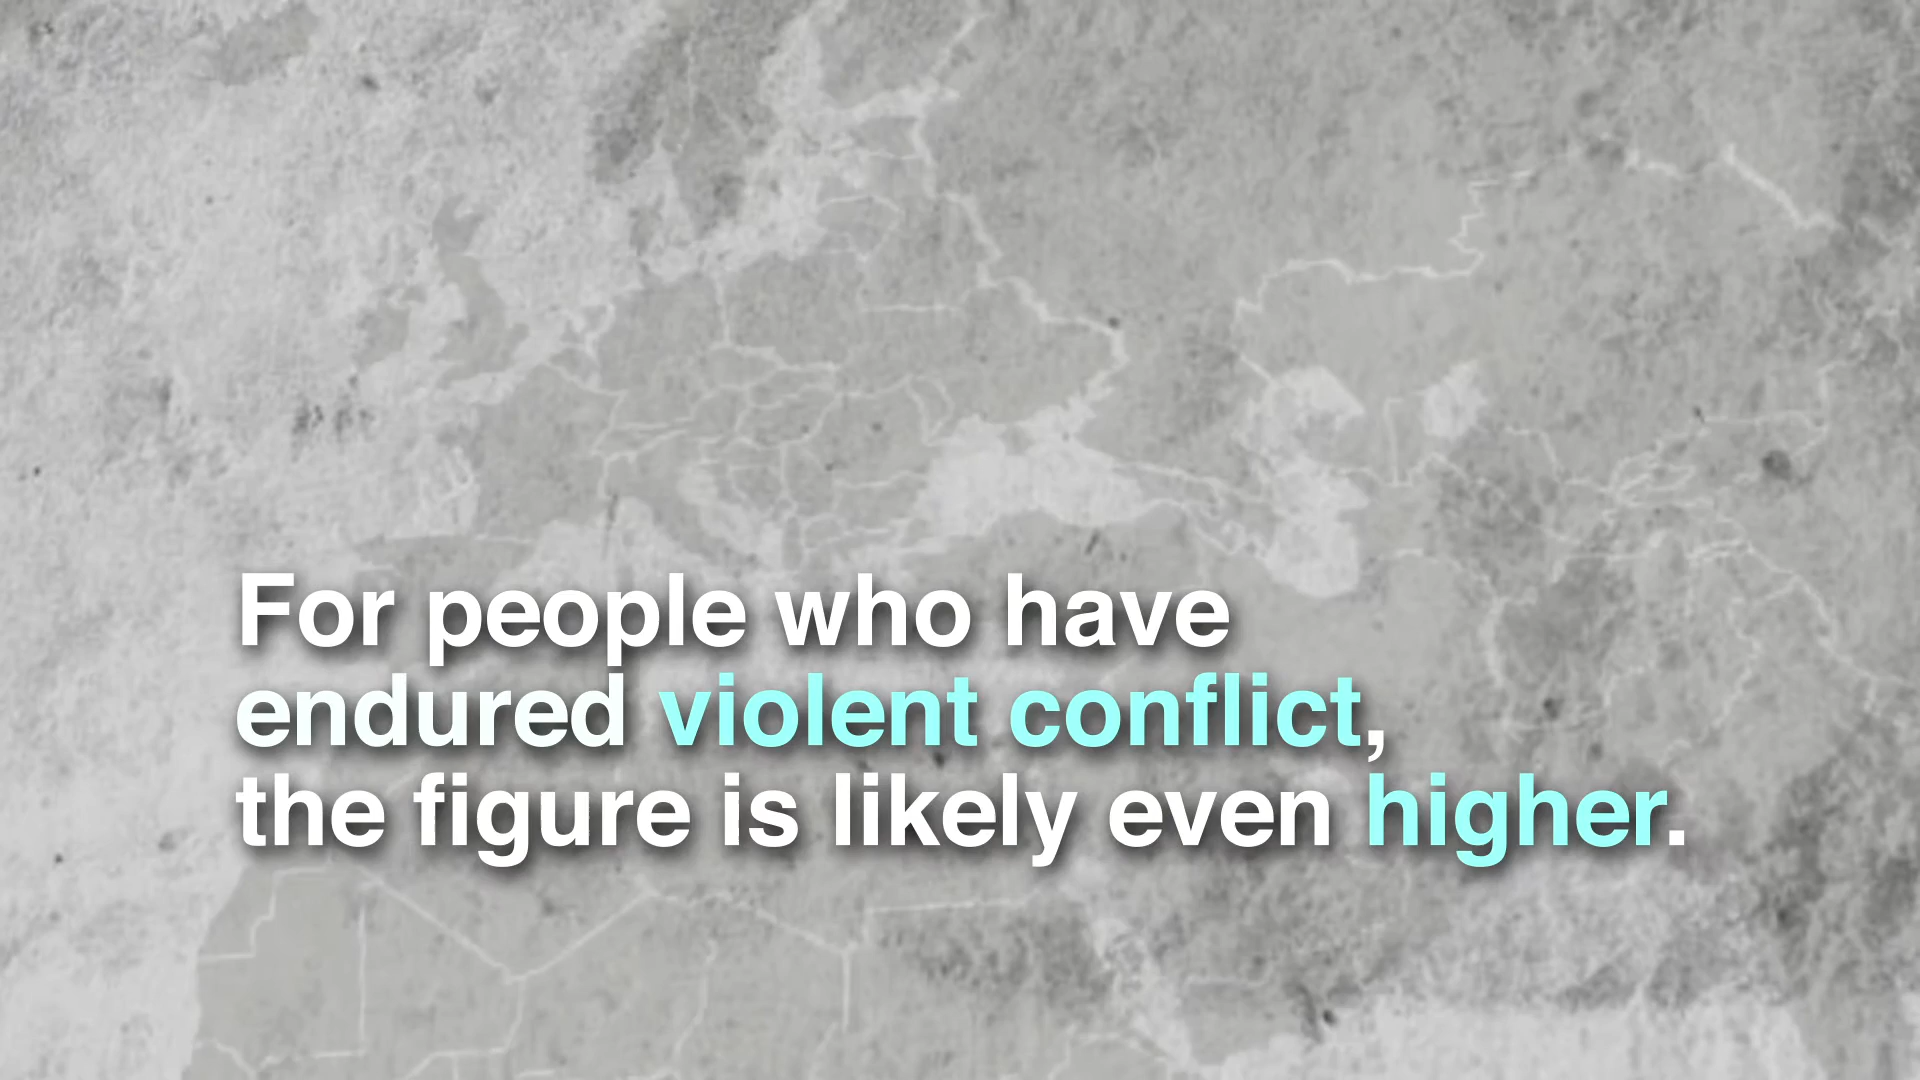 For people who have
endured violent conflict,
the figure is likely even higher.